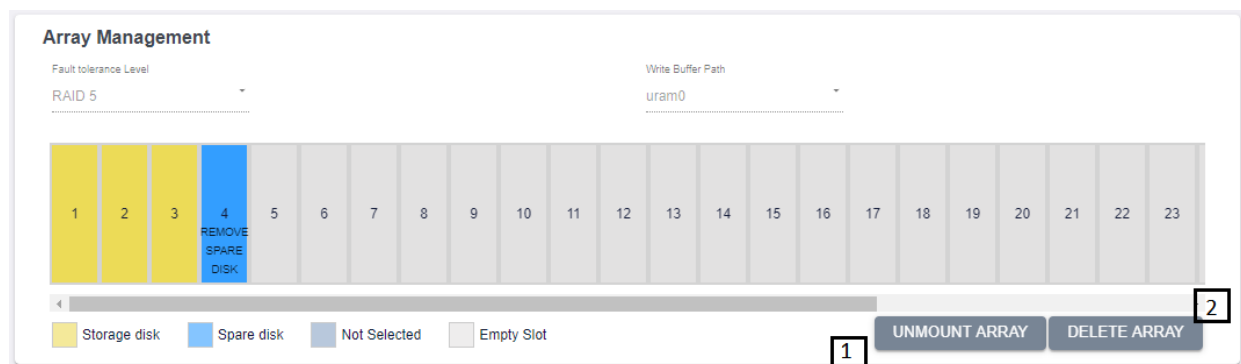 Array Management
Fault tolerance Level
Write Buffer Path
RAID 5
uram0
1 2 3 4 5 6 7 8 9 10 11 12 13 14 15 16 17 18 19 20 21 22 23
REMOVE
SPARE
DISK
2
Storage disk Spare disk Not Selected Empty Slot
UNMOUNT ARRAY DELETE ARRAY
1